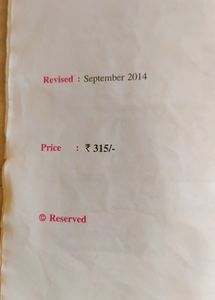 Revised : September 2014
Price : ₹ 315/-
© Reserved